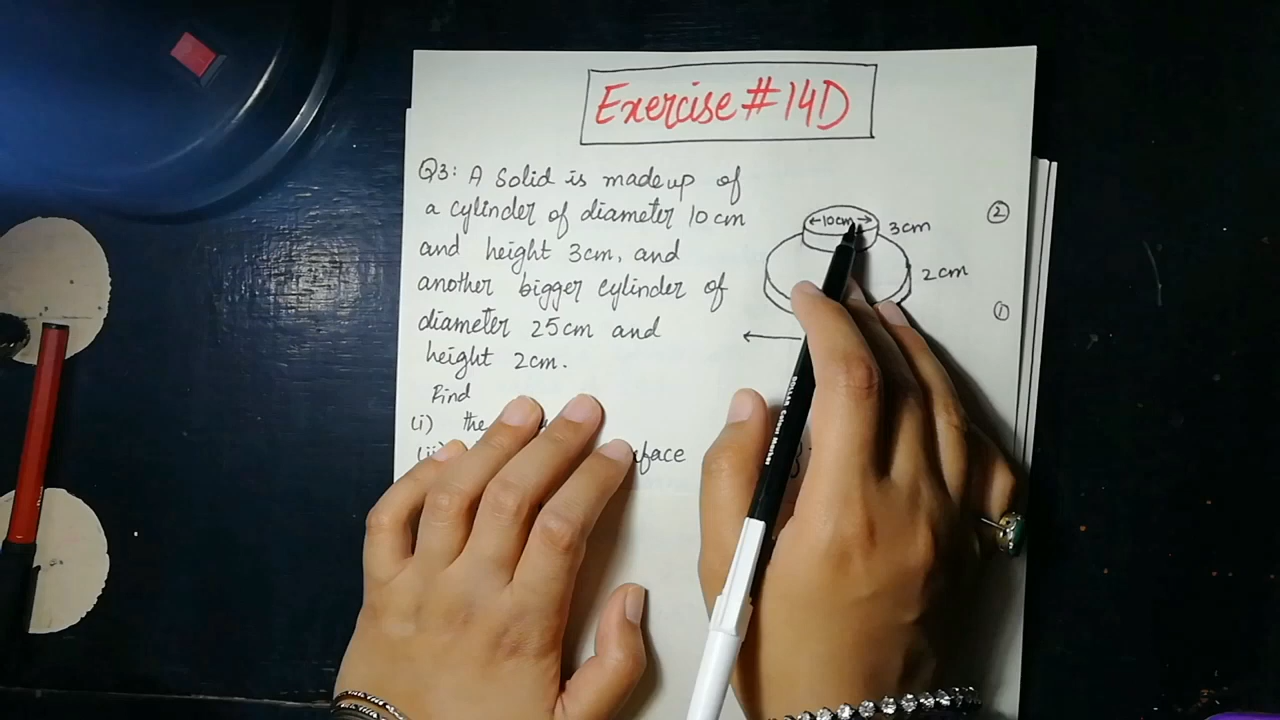 Exercise #14D
Q3: A Solid is made up of
a cylinder of diameter 10 cm
and height 3cm, and
another bigger cylinder of
diameter 25cm and
height 2cm.
Find
(i) the
(ii)
10cm
3cm
2cm
②
①